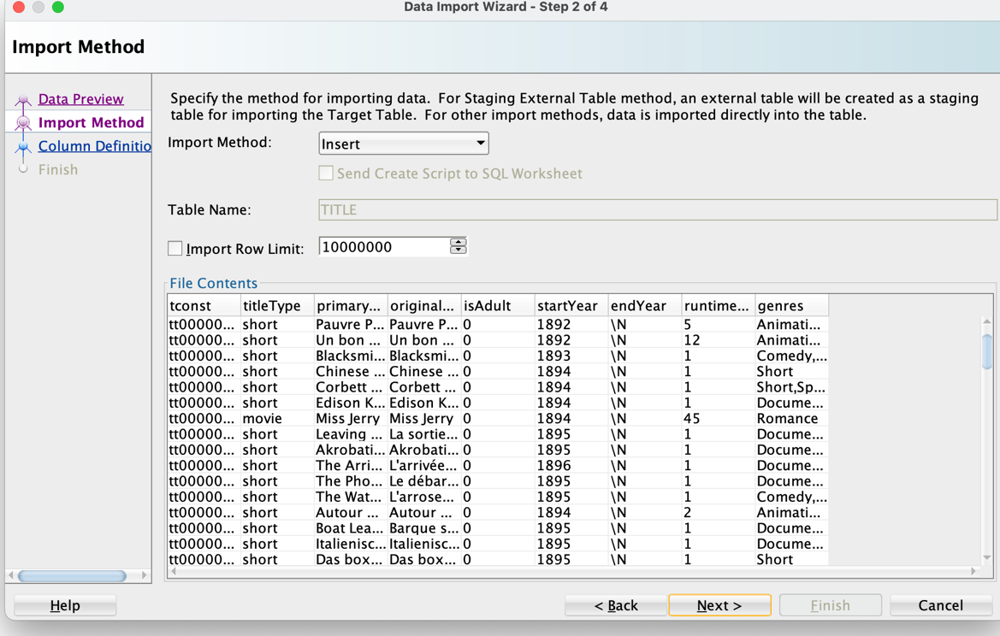 Data Import Wizard - Step 2 of 4
Import Method
Data Preview
Import Method
Column Definitio
Finish
Specify the method for importing data.  For Staging External Table method, an external table will be created as a staging
table for importing the Target Table.  For other import methods, data is imported directly into the table.
Import Method: Insert
Send Create Script to SQL Worksheet
Table Name: TITLE
Import Row Limit: 10000000
File Contents
tconst titleType primary... original... isAdult startYear endYear runtime... genres
tt00000... short Pauvre P... Pauvre P... 0 1892 \N 5 Animati...
tt00000... short Un bon ... Un bon ... 0 1892 \N 12 Animati...
tt00000... short Blacksmi... Blacksmi... 0 1893 \N 1 Comedy,...
tt00000... short Chinese ... Chinese ... 0 1894 \N 1 Short
tt00000... short Corbett ... Corbett ... 0 1894 \N 1 Short,Sp...
tt00000... short Edison K... Edison K... 0 1894 \N 1 Docume...
tt00000... movie Miss Jerry Miss Jerry 0 1894 \N 45 Romance
tt00000... short Leaving ... La sortie... 0 1895 \N 1 Docume...
tt00000... short Akrobati... Akrobati... 0 1895 \N 1 Docume...
tt00000... short The Arri... L'arrivée... 0 1896 \N 1 Docume...
tt00000... short The Pho... Le débar... 0 1895 \N 1 Docume...
tt00000... short The Wat... L'arrose... 0 1895 \N 1 Comedy,...
tt00000... short Autour ... Autour ... 0 1894 \N 2 Animati...
tt00000... short Boat Lea... Barque s... 0 1895 \N 1 Docume...
tt00000... short Italienisc... Italienisc... 0 1895 \N 1 Docume...
tt00000... short Das box... Das box... 0 1895 \N 1 Short
Help < Back Next > Finish Cancel